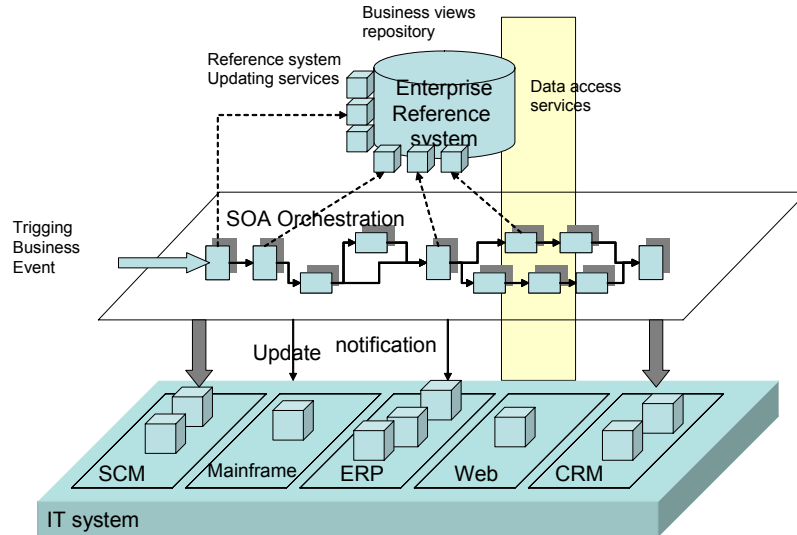 Business views
repository
Reference system
Updating services
Enterprise
Reference
system
Data access
services
SOA Orchestration
Trigging
Business
Event
Update
notification
SCM
Mainframe
ERP
Web
CRM
IT system